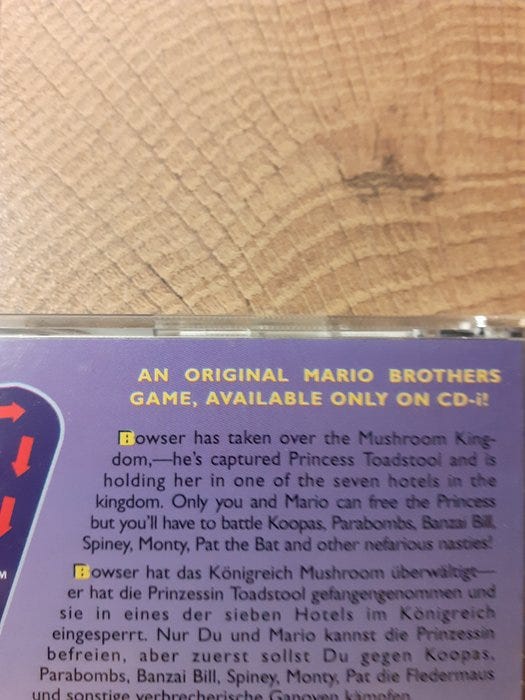 AN ORIGINAL MARIO BROTHERS
GAME, AVAILABLE ONLY ON CD-i!
Bowser has taken over the Mushroom King-
dom,—he's captured Princess Toadstool and is
holding her in one of the seven hotels in the
kingdom. Only you and Mario can free the Princess
but you'll have to battle Koopas, Parabombs, Banzai Bill,
Spiney, Monty, Pat the Bat and other nefarious nasties!
Bowser hat das Königreich Mushroom überwältigt—
er hat die Prinzessin Toadstool gefangengenommen und
sie in eines der sieben Hotels im Königreich
eingesperrt. Nur Du und Mario kannst die Prinzessin
befreien, aber zuerst sollst Du gegen Koopas,
Parabombs, Banzai Bill, Spiney, Monty, Pat die Fledermaus
und sonstige verbrecherische Ganoven kämpfen